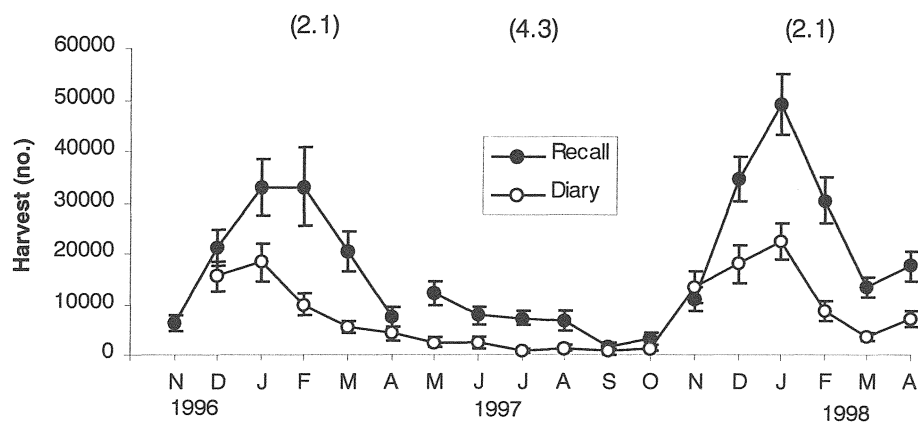 (2.1) (4.3) (2.1)
60000
50000
40000
30000
20000
10000
0
Harvest (no.)
Recall
Diary
N D J F M A M J J A S O N D J F M A
1996 1997 1998